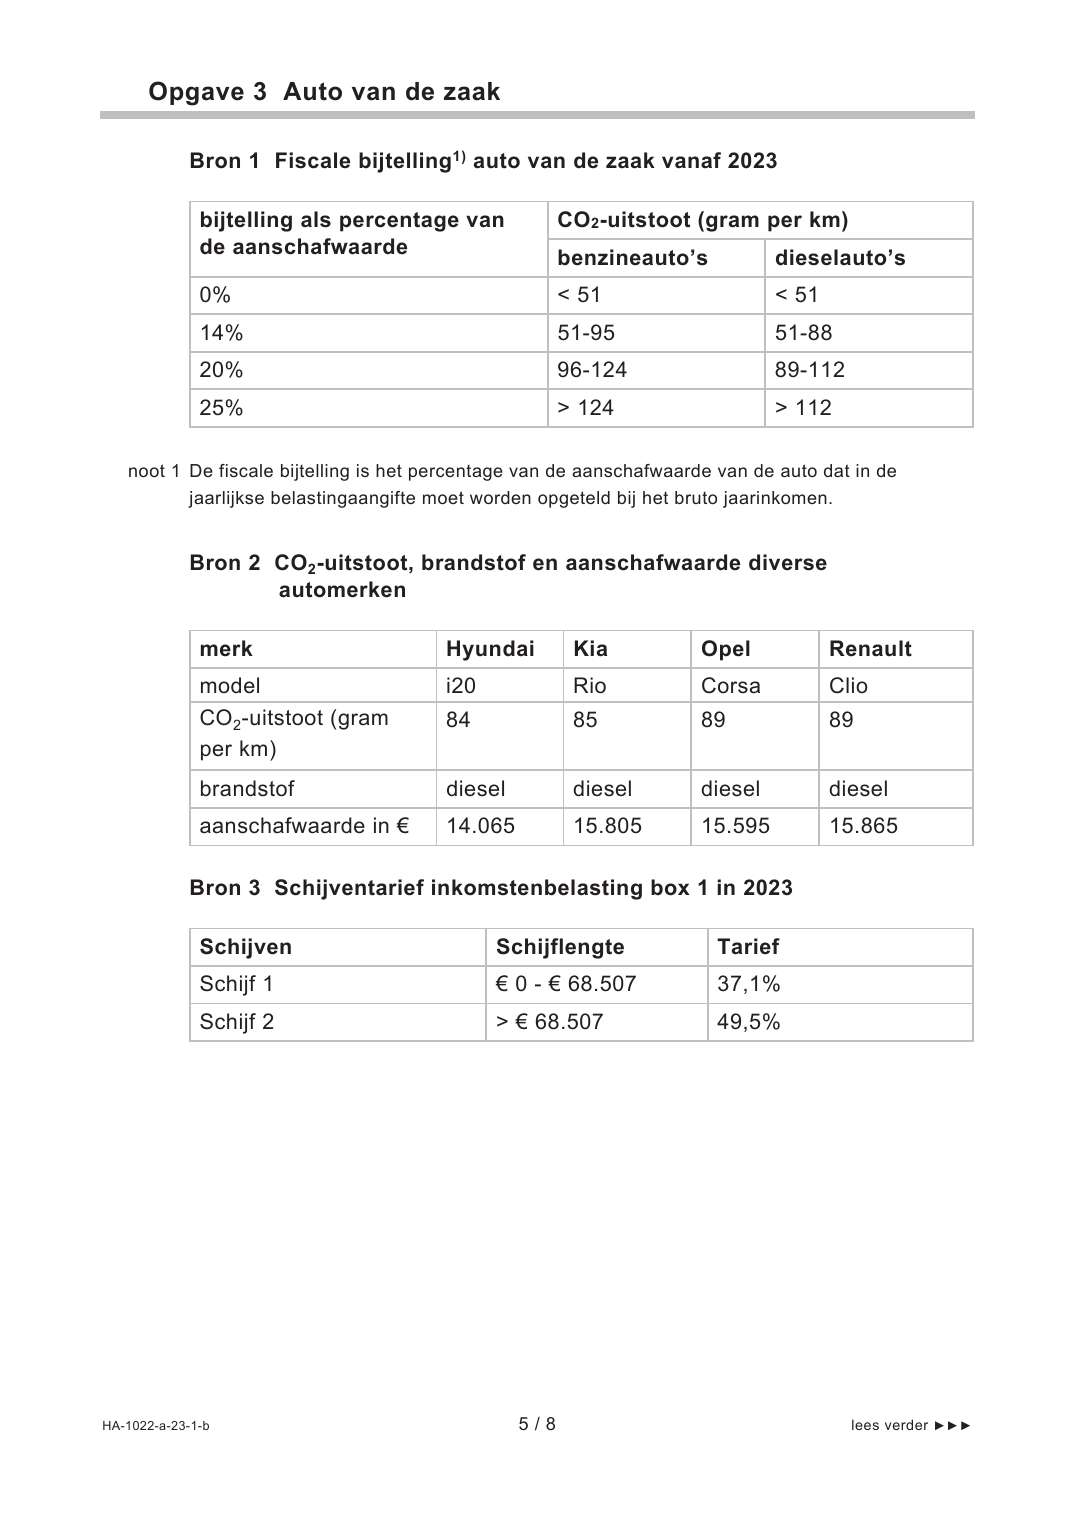 Opgave 3 Auto van de zaak
Bron 1 Fiscale bijtelling1) auto van de zaak vanaf 2023
bijtelling als percentage van de aanschafwaarde CO2-uitstoot (gram per km)
benzineauto's dieselauto's
0% < 51 < 51
14% 51-95 51-88
20% 96-124 89-112
25% > 124 > 112
noot 1 De fiscale bijtelling is het percentage van de aanschafwaarde van de auto dat in de
jaarlijkse belastingaangifte moet worden opgeteld bij het bruto jaarinkomen.
Bron 2 CO2-uitstoot, brandstof en aanschafwaarde diverse
automerken
merk Hyundai Kia Opel Renault
model i20 Rio Corsa Clio
CO2-uitstoot (gram per km) 84 85 89 89
brandstof diesel diesel diesel diesel
aanschafwaarde in € 14.065 15.805 15.595 15.865
Bron 3 Schijventarief inkomstenbelasting box 1 in 2023
Schijven Schijflengte Tarief
Schijf 1 € 0 - € 68.507 37,1%
Schijf 2 > € 68.507 49,5%
HA-1022-a-23-1-b 5 / 8 lees verder ►►►